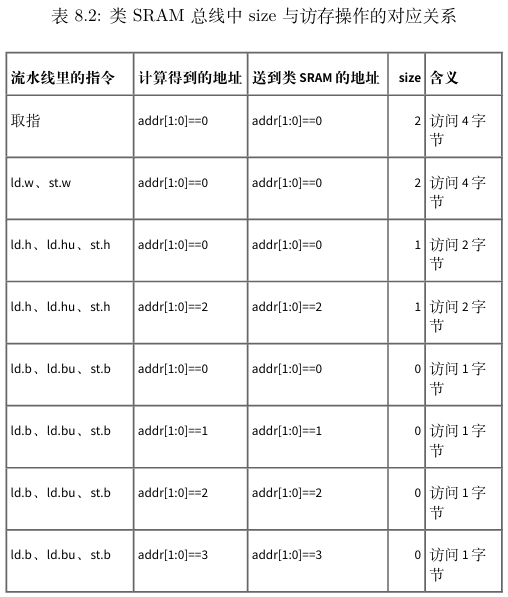 表 8.2: 类 SRAM 总线中 size 与访存操作的对应关系
流水线里的指令 计算得到的地址 送到类 SRAM 的地址 size 含义
取指 addr[1:0]==0 addr[1:0]==0 2 访问 4 字
节
ld.w、st.w addr[1:0]==0 addr[1:0]==0 2 访问 4 字
节
ld.h、ld.hu、st.h addr[1:0]==0 addr[1:0]==0 1 访问 2 字
节
ld.h、ld.hu、st.h addr[1:0]==2 addr[1:0]==2 1 访问 2 字
节
ld.b、ld.bu、st.b addr[1:0]==0 addr[1:0]==0 0 访问 1 字
节
ld.b、ld.bu、st.b addr[1:0]==1 addr[1:0]==1 0 访问 1 字
节
ld.b、ld.bu、st.b addr[1:0]==2 addr[1:0]==2 0 访问 1 字
节
ld.b、ld.bu、st.b addr[1:0]==3 addr[1:0]==3 0 访问 1 字
节